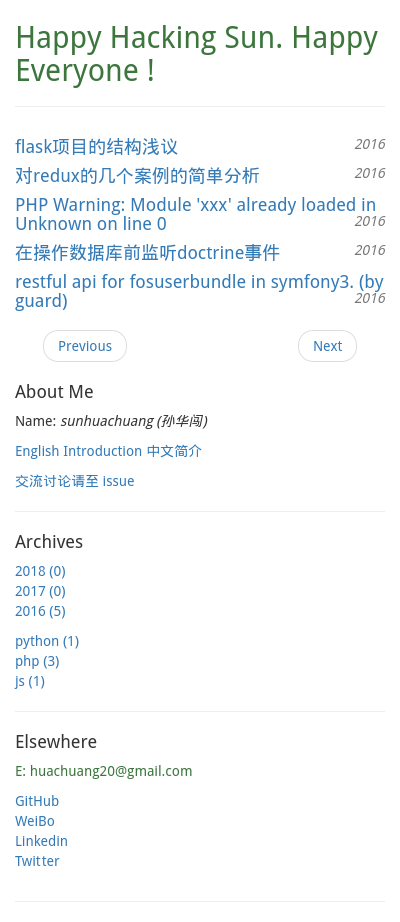 Happy Hacking Sun. Happy
Everyone !
flask项目的结构浅议 2016
对redux的几个案例的简单分析 2016
PHP Warning: Module 'xxx' already loaded in
Unknown on line 0 2016
在操作数据库前监听doctrine事件 2016
restful api for fosuserbundle in symfony3. (by
guard) 2016
Previous Next
About Me
Name: sunhuachuang (孙华闯)
English Introduction 中文简介
交流讨论请至 issue
Archives
2018 (0)
2017 (0)
2016 (5)
python (1)
php (3)
js (1)
Elsewhere
E: huachuang20@gmail.com
GitHub
WeiBo
Linkedin
Twitter